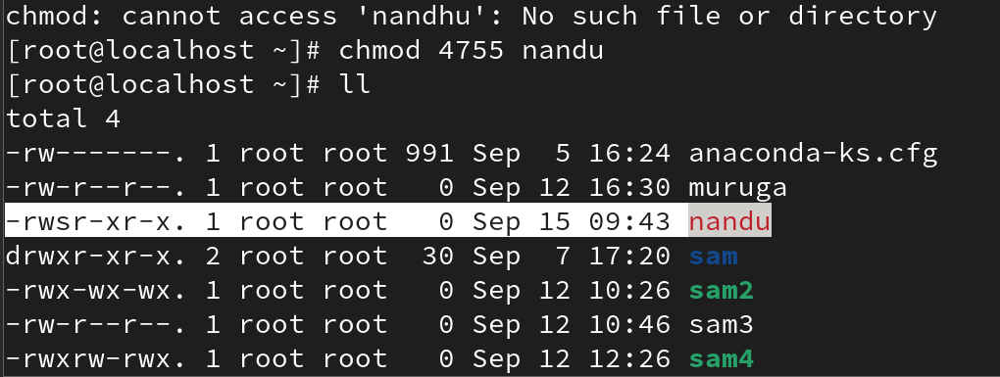 chmod: cannot access 'nandhu': No such file or directory
[root@localhost ~]# chmod 4755 nandu
[root@localhost ~]# ll
total 4
-rw-------. 1 root root 991 Sep  5 16:24 anaconda-ks.cfg
-rw-r--r--. 1 root root   0 Sep 12 16:30 muruga
-rwsr-xr-x. 1 root root   0 Sep 15 09:43 nandu
drwxr-xr-x. 2 root root  30 Sep  7 17:20 sam
-rwx-wx-wx. 1 root root   0 Sep 12 10:26 sam2
-rw-r--r--. 1 root root   0 Sep 12 10:46 sam3
-rwxrw-rwx. 1 root root   0 Sep 12 12:26 sam4